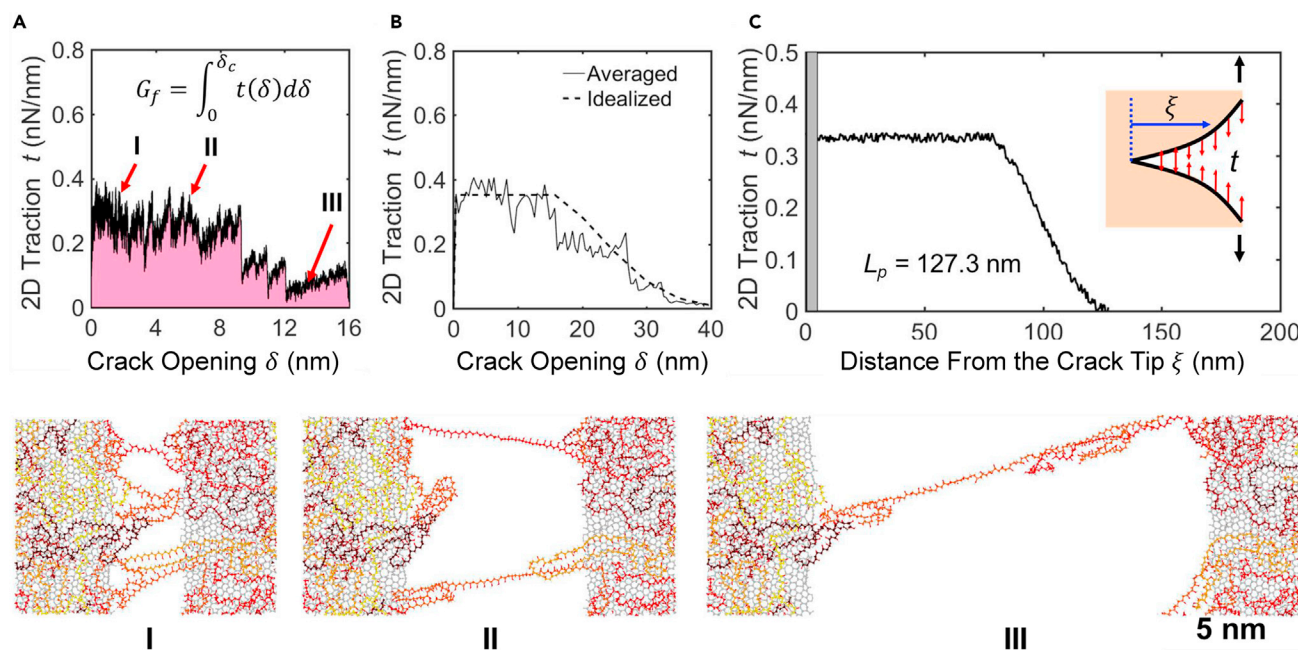 A
2D Traction t (nN/nm)
0.8
0.6
0.4
0.2
0
G_f = ∫_0^{δ_c} t(δ)dδ
I
II
III
0
4
8
12
16
Crack Opening δ (nm)
B
2D Traction t (nN/nm)
0.8
0.6
0.4
0.2
0
Averaged
Idealized
0
10
20
30
40
Crack Opening δ (nm)
C
2D Traction t (nN/nm)
0.5
0.4
0.3
0.2
0.1
0
ξ
t
L_p = 127.3 nm
0
50
100
150
200
Distance From the Crack Tip ξ (nm)
I
II
III
5 nm